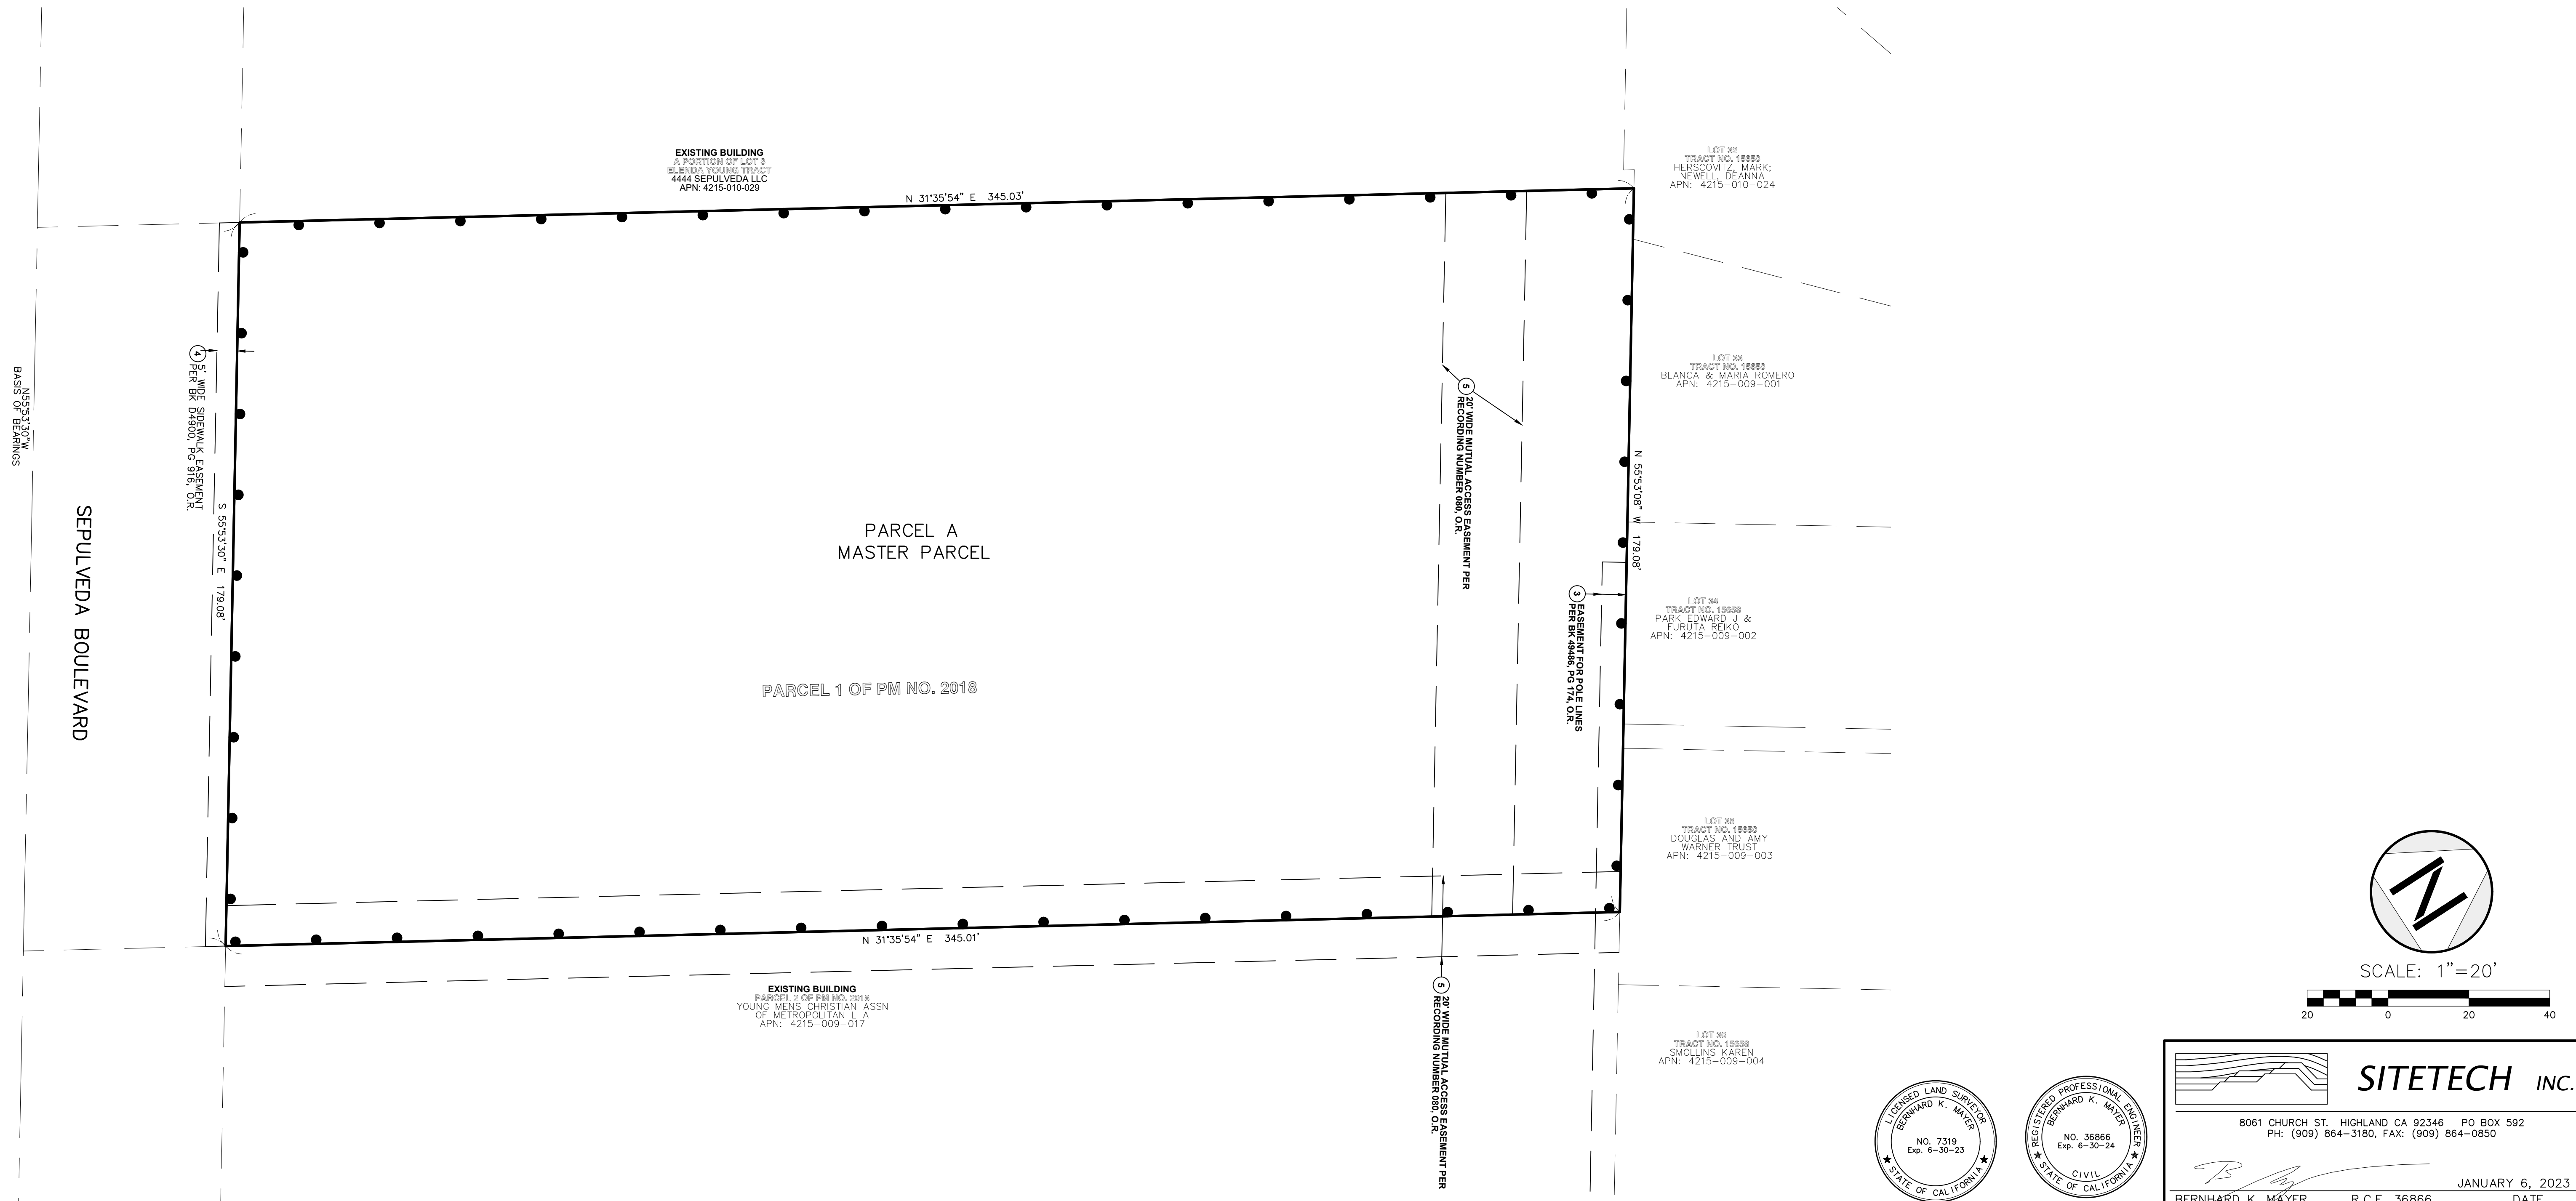 EXISTING BUILDING
A PORTION OF LOT 3
ELENDA YOUNG TRACT
4444 SEPULVEDA LLC
APN: 4215-010-029
N 31°35'54" E 345.03'
LOT 32
TRACT NO. 15658
HERSCOVITZ, MARK;
NEWELL, DEANNA
APN: 4215-010-024
N55°53'30"W
BASIS OF BEARINGS
SEPULVEDA BOULEVARD
4
5' WIDE SIDEWALK EASEMENT
PER BK D4900, PG 916, O.R.
S 55°53'30" E 179.08'
PARCEL A
MASTER PARCEL
PARCEL 1 OF PM NO. 2018
5
20' WIDE MUTUAL ACCESS EASEMENT PER
RECORDING NUMBER 080, O.R.
3
EASEMENT FOR POLE LINES
PER BK 49486, PG 174, O.R.
N 55°53'08" W 179.08'
LOT 33
TRACT NO. 15658
BLANCA & MARIA ROMERO
APN: 4215-009-001
LOT 34
TRACT NO. 15658
PARK EDWARD J &
FURUTA REIKO
APN: 4215-009-002
LOT 35
TRACT NO. 15658
DOUGLAS AND AMY
WARNER TRUST
APN: 4215-009-003
N 31°35'54" E 345.01'
EXISTING BUILDING
PARCEL 2 OF PM NO. 2018
YOUNG MENS CHRISTIAN ASSN
OF METROPOLITAN L A
APN: 4215-009-017
5
20' WIDE MUTUAL ACCESS EASEMENT PER
RECORDING NUMBER 080, O.R.
LOT 36
TRACT NO. 15658
SMOLLINS KAREN
APN: 4215-009-004
N
SCALE: 1"=20'
20 0 20 40
LICENSED LAND SURVEYOR
BERNHARD K. MAYER
NO. 7319
Exp. 6-30-23
STATE OF CALIFORNIA
REGISTERED PROFESSIONAL ENGINEER
BERNHARD K. MAYER
NO. 36866
Exp. 6-30-24
CIVIL
STATE OF CALIFORNIA
SITETECH INC.
8061 CHURCH ST. HIGHLAND CA 92346 PO BOX 592
PH: (909) 864-3180, FAX: (909) 864-0850
JANUARY 6, 2023
BERNHARD K. MAYER R.C.E. 36866 DATE